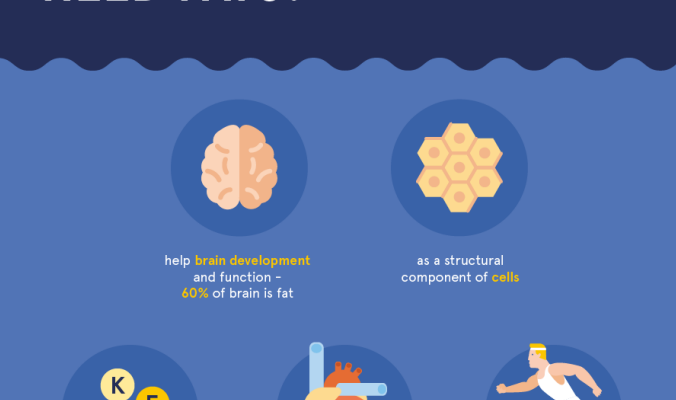 help brain development
and function -
60% of brain is fat
as a structural
component of cells
K